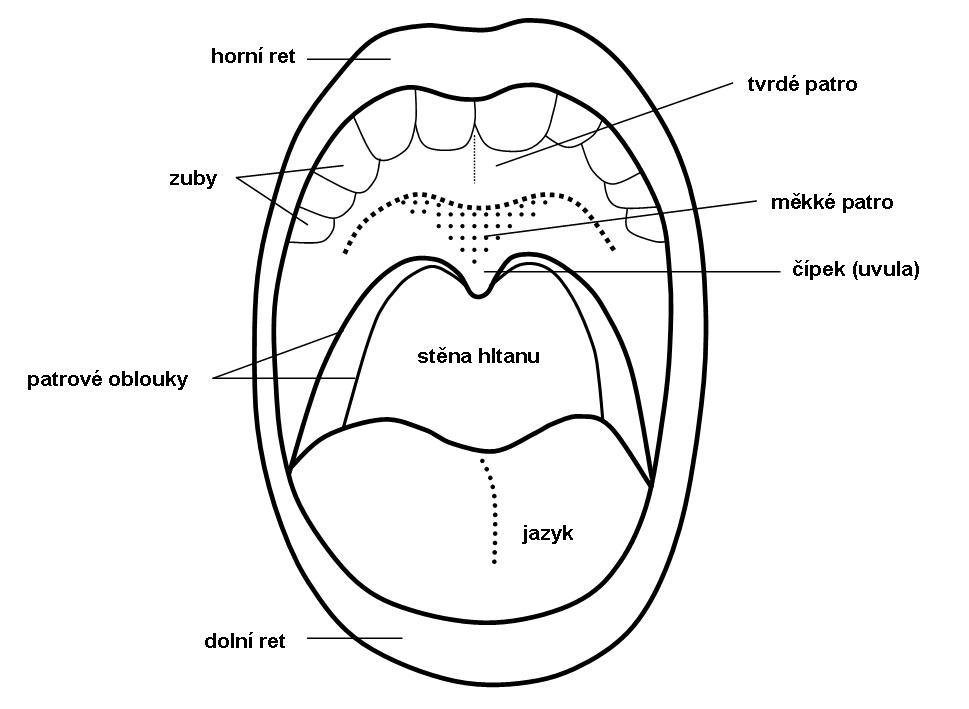 horní ret
tvrdé patro
zuby
měkké patro
čípek (uvula)
stěna hltanu
patrové oblouky
jazyk
dolní ret